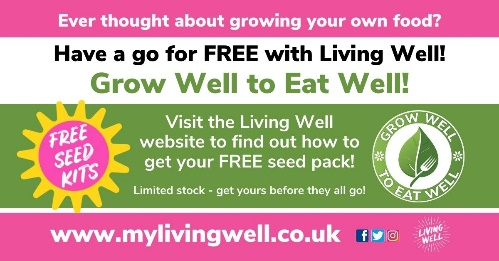 Ever thought about growing your own food?
Have a go for FREE with Living Well!
Grow Well to Eat Well!
FREE
SEED
KITS
Visit the Living Well
website to find out how to
get your FREE seed pack!
Limited stock - get yours before they all go!
GROW WELL
TO EAT WELL
www.mylivingwell.co.uk
LIVING
WELL